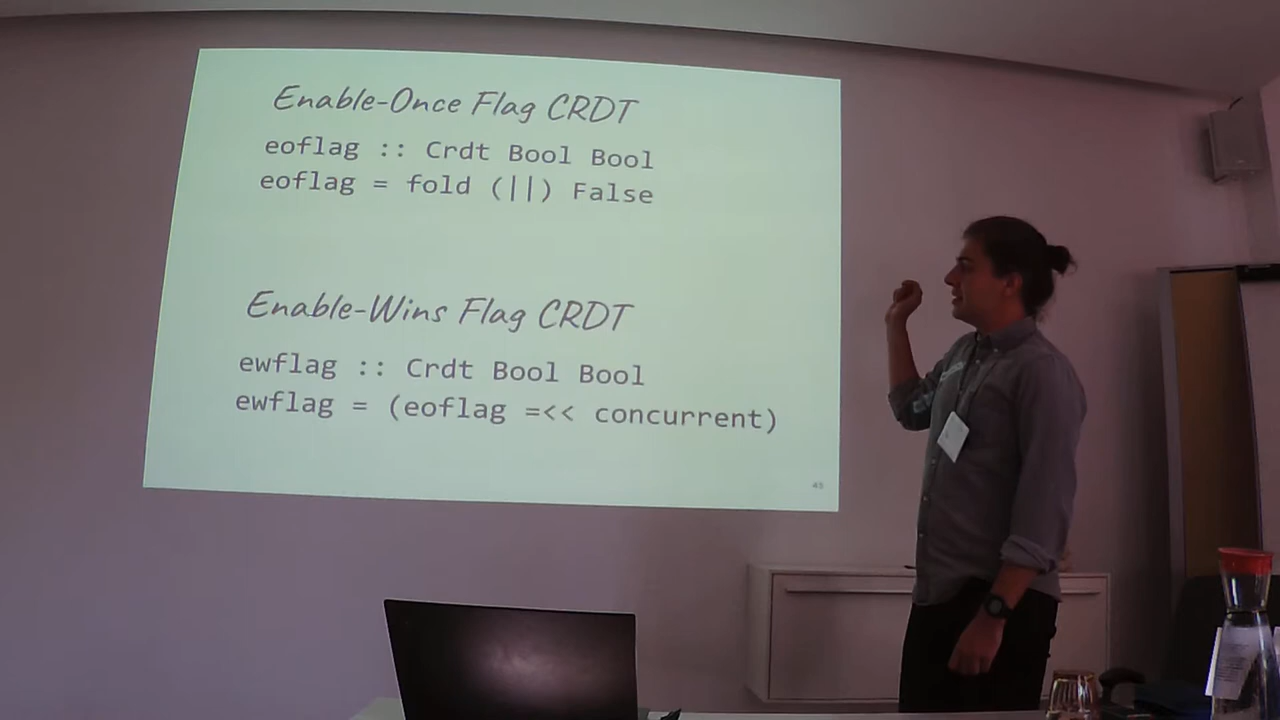 Enable-Once Flag CRDT
eoflag :: Crdt Bool Bool
eoflag = fold (||) False
Enable-Wins Flag CRDT
ewflag :: Crdt Bool Bool
ewflag = (eoflag =<< concurrent)
45